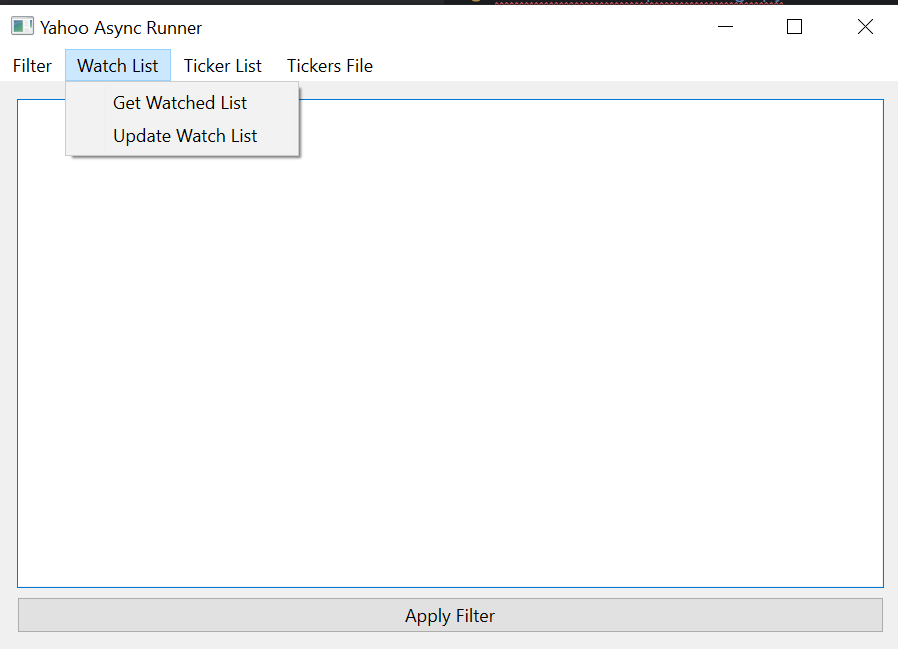 Yahoo Async Runner
Filter Watch List Ticker List Tickers File
Get Watched List
Update Watch List
Apply Filter